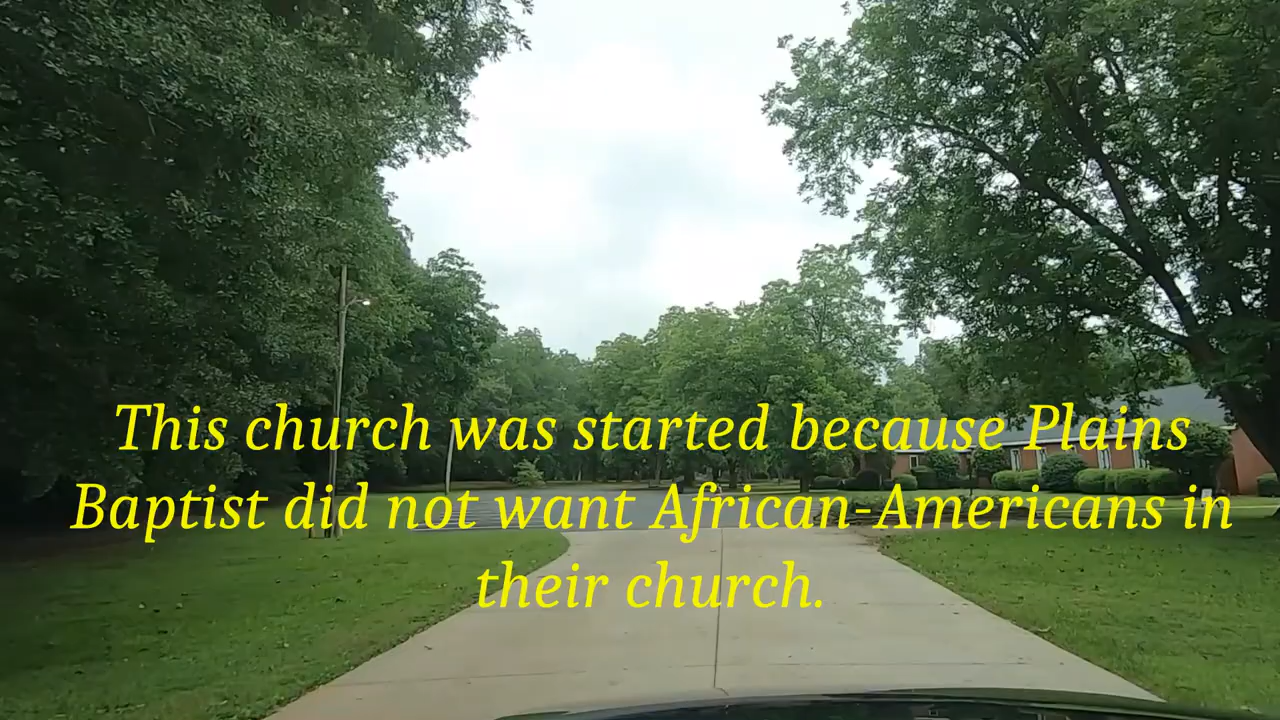 This church was started because Plains
Baptist did not want African-Americans in
their church.